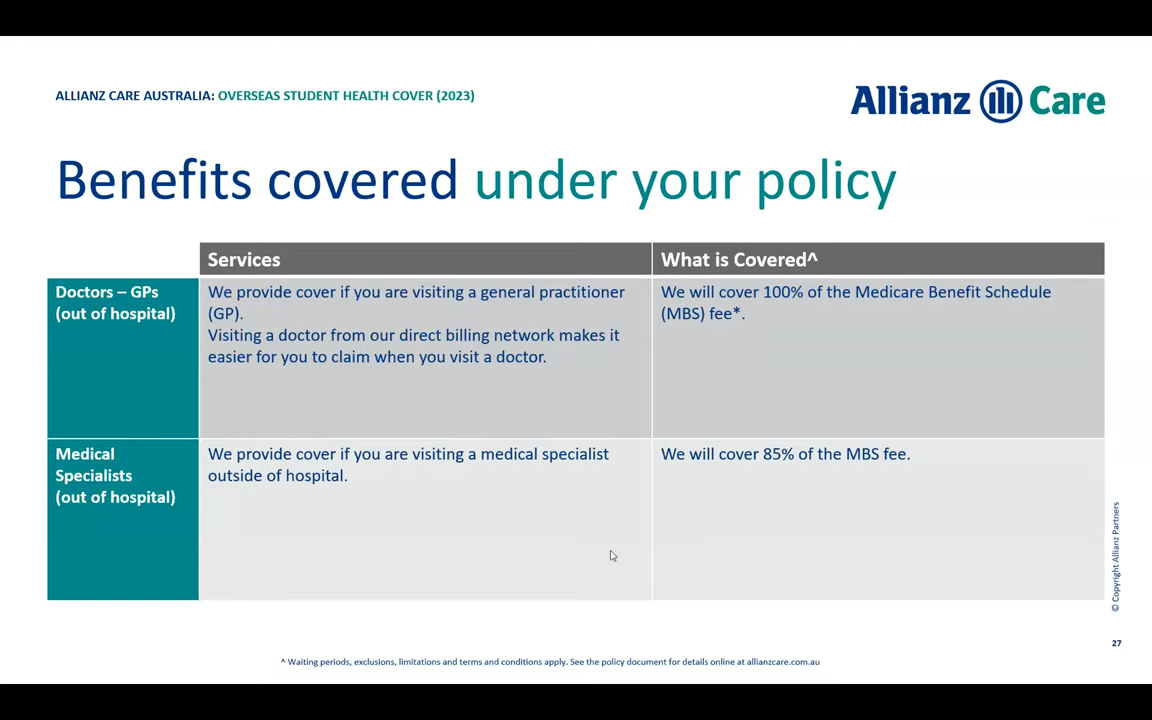 ALLIANZ CARE AUSTRALIA: OVERSEAS STUDENT HEALTH COVER (2023)
Allianz Care
Benefits covered under your policy
Services
What is Covered^
Doctors – GPs
(out of hospital)
We provide cover if you are visiting a general practitioner
(GP).
Visiting a doctor from our direct billing network makes it
easier for you to claim when you visit a doctor.
We will cover 100% of the Medicare Benefit Schedule
(MBS) fee*.
Medical
Specialists
(out of hospital)
We provide cover if you are visiting a medical specialist
outside of hospital.
We will cover 85% of the MBS fee.
© Copyright Allianz Partners
27
^ Waiting periods, exclusions, limitations and terms and conditions apply. See the policy document for details online at allianzcare.com.au